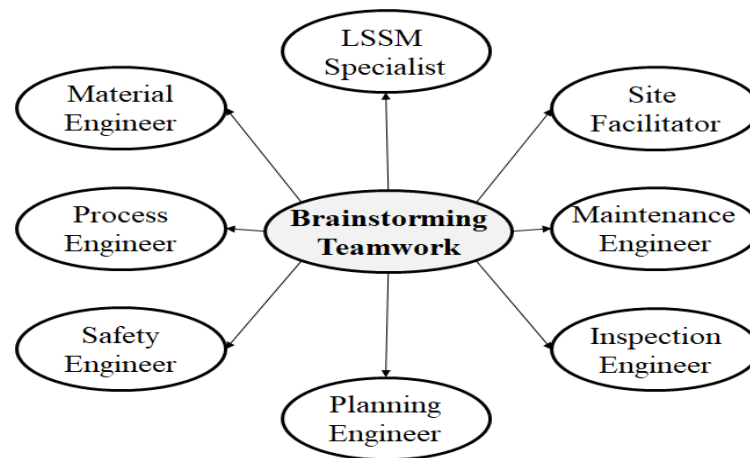 LSSM
Specialist
Material
Engineer
Site
Facilitator
Process
Engineer
Brainstorming
Teamwork
Maintenance
Engineer
Safety
Engineer
Inspection
Engineer
Planning
Engineer